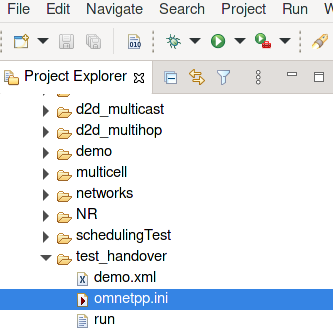 File Edit Navigate Search Project Run
010
Project Explorer
d2d_multicast
d2d_multihop
demo
multicell
networks
NR
schedulingTest
test_handover
X demo.xml
omnetpp.ini
run